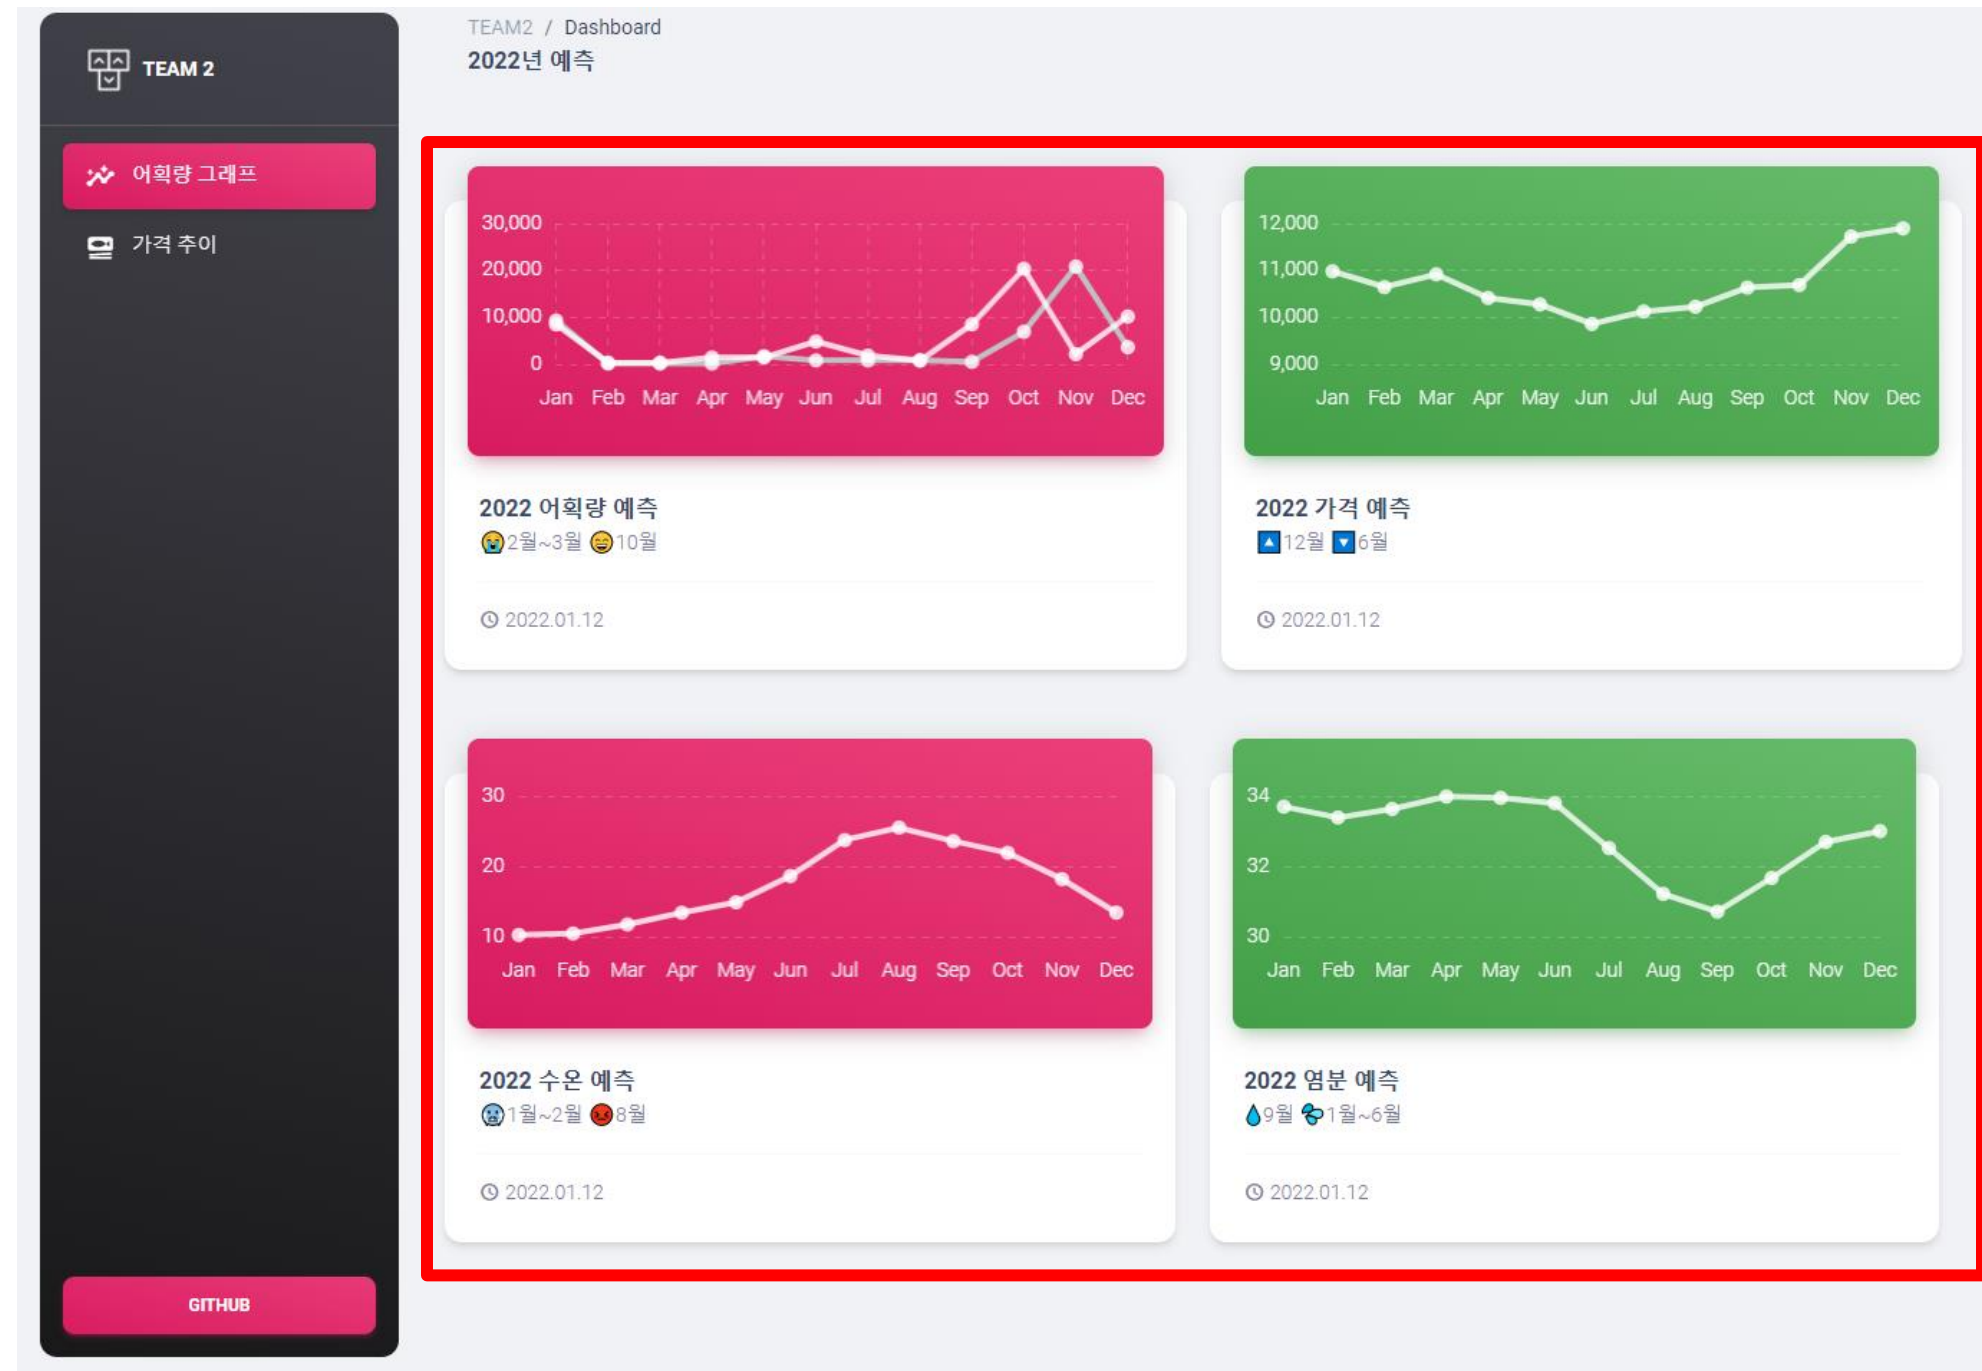 TEAM 2
어획량 그래프
가격 추이
GITHUB
TEAM2 / Dashboard
2022년 예측
30,000
20,000
10,000
0
Jan Feb Mar Apr May Jun Jul Aug Sep Oct Nov Dec
2022 어획량 예측
😭2월~3월 😄10월
2022.01.12
12,000
11,000
10,000
9,000
Jan Feb Mar Apr May Jun Jul Aug Sep Oct Nov Dec
2022 가격 예측
🔼12월 🔽6월
2022.01.12
30
20
10
Jan Feb Mar Apr May Jun Jul Aug Sep Oct Nov Dec
2022 수온 예측
🥶1월~2월 😡8월
2022.01.12
34
32
30
Jan Feb Mar Apr May Jun Jul Aug Sep Oct Nov Dec
2022 염분 예측
💧9월 💦1월~6월
2022.01.12